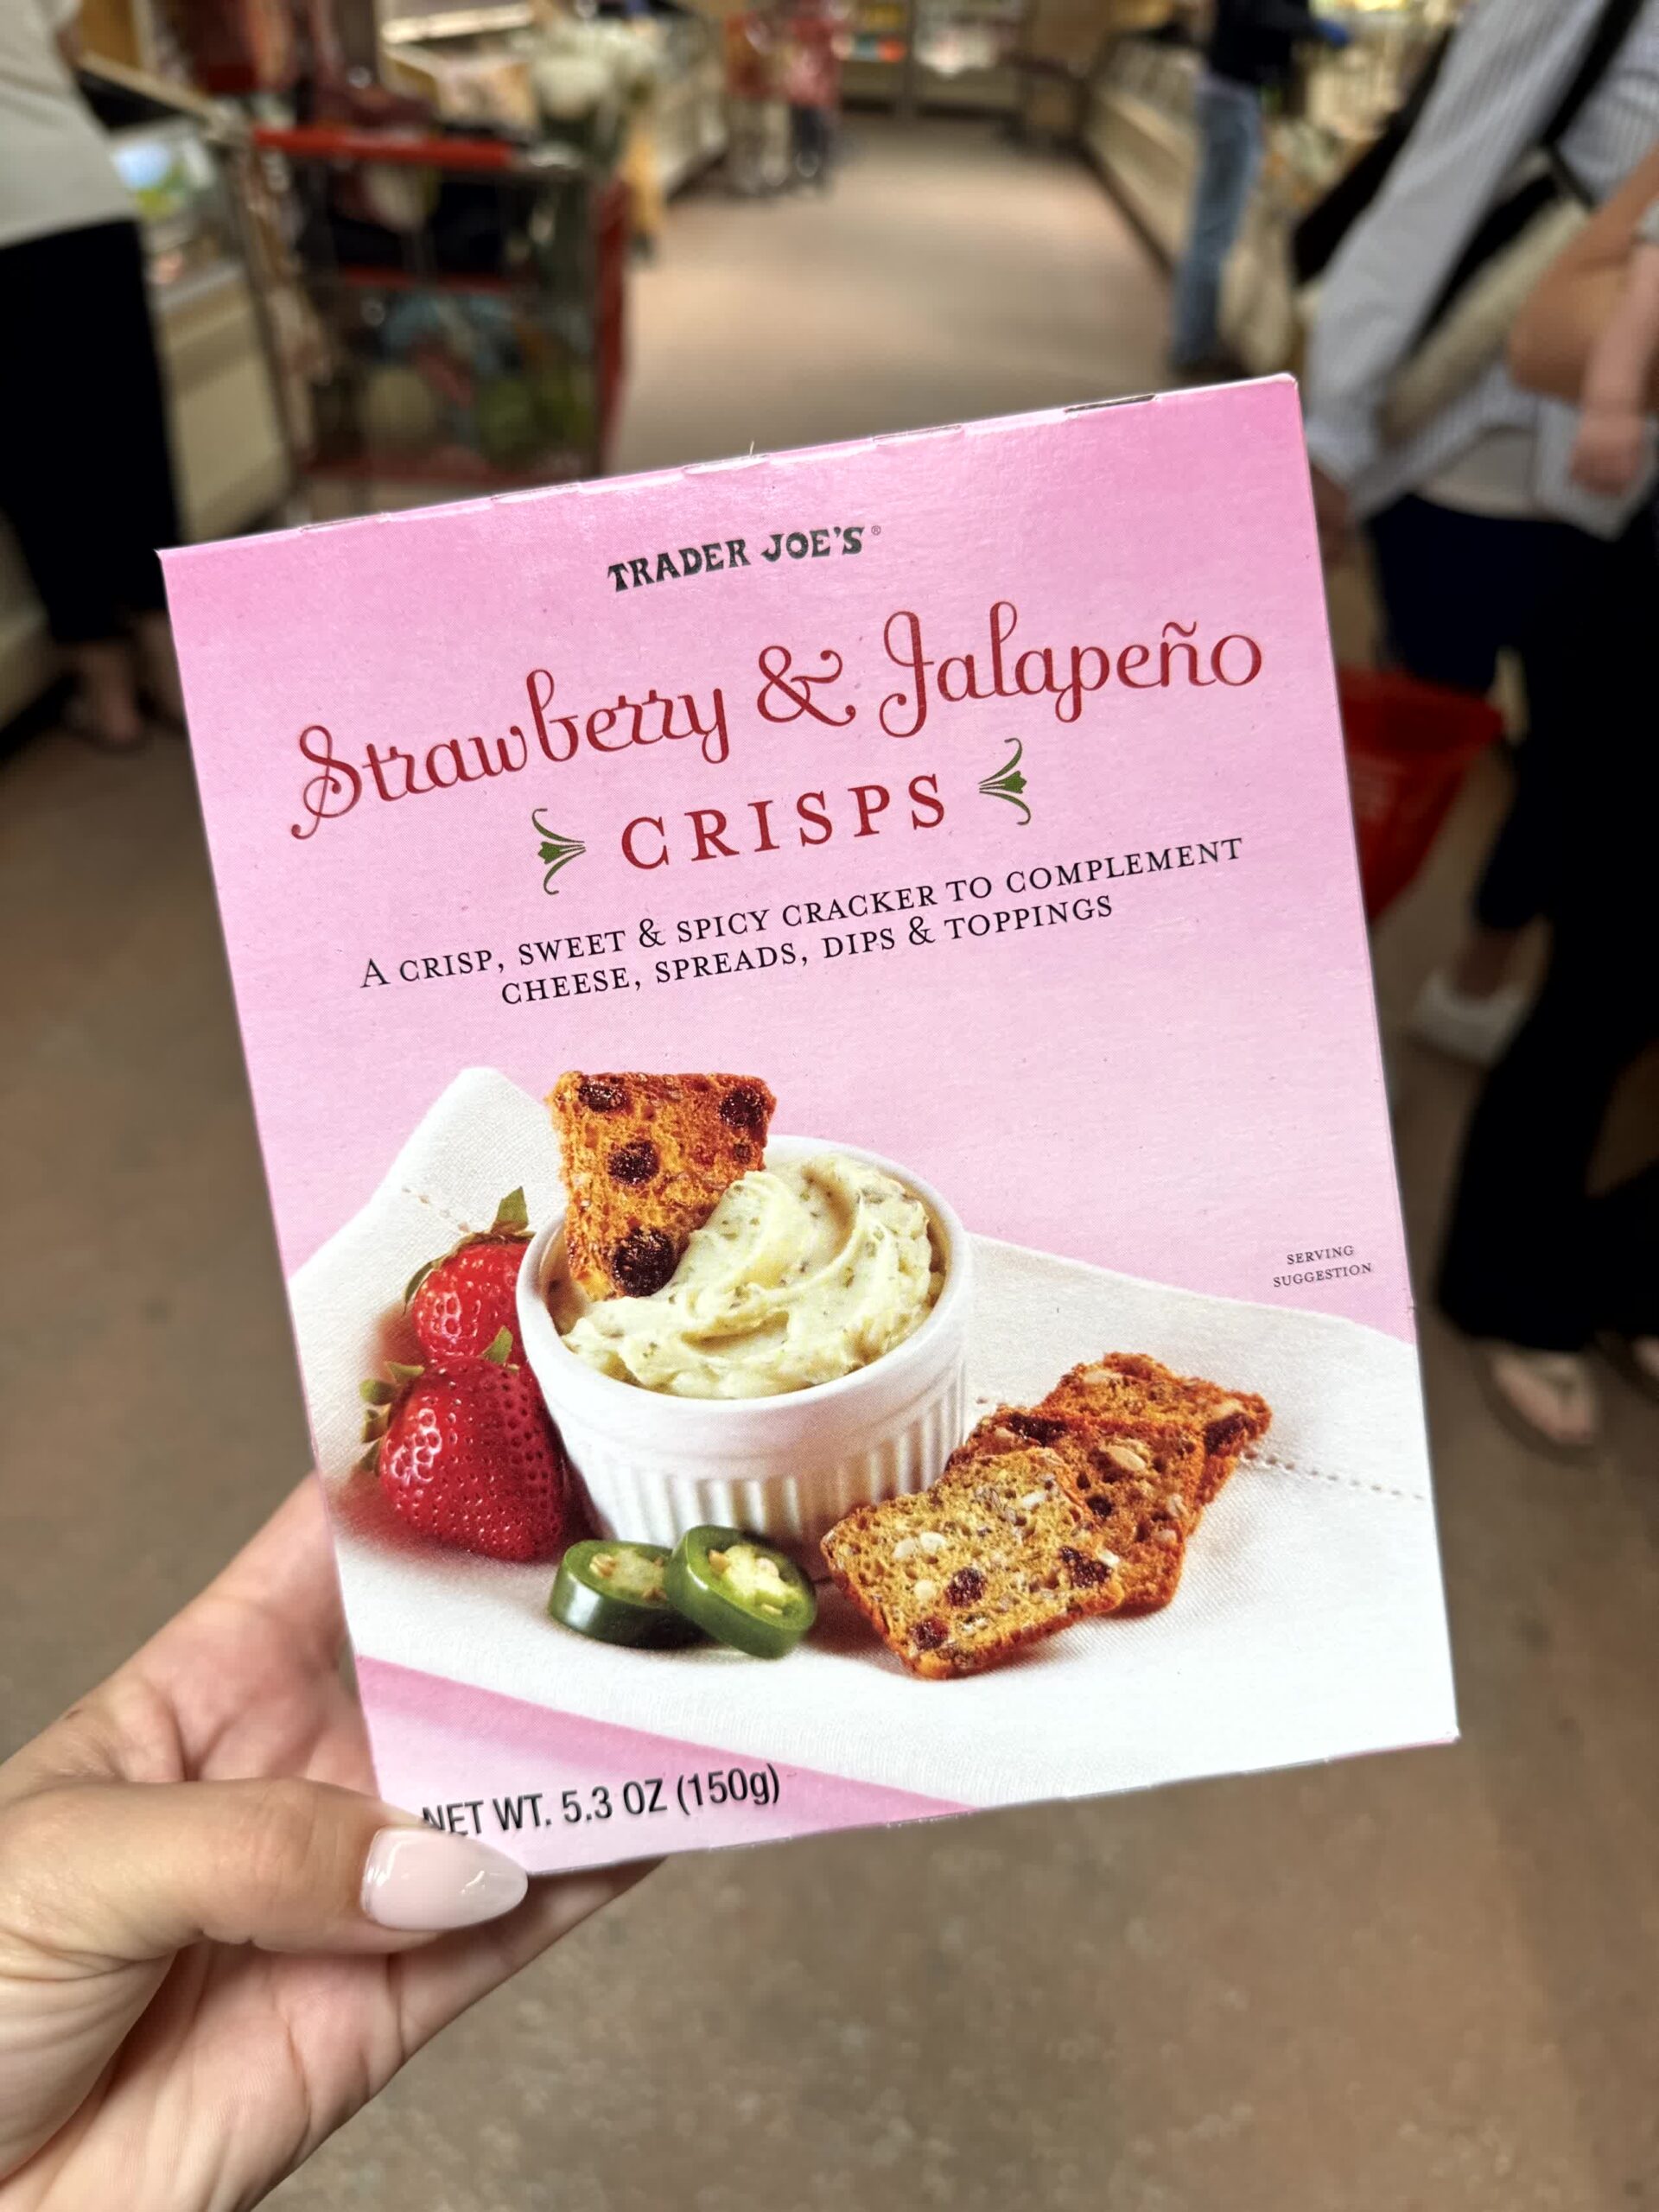 TRADER JOE'S®
Strawberry & Jalapeño
CRISPS
A CRISP, SWEET & SPICY CRACKER TO COMPLEMENT
CHEESE, SPREADS, DIPS & TOPPINGS
SERVING
SUGGESTION
NET WT. 5.3 OZ (150g)